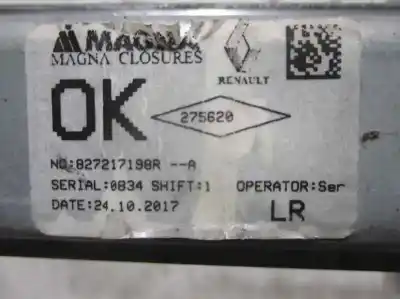 MAGNA
MAGNA CLOSURES
RENAULT
OK
275620
NO:827217198R --A
SERIAL:0834 SHIFT:1 OPERATOR:Ser
DATE:24.10.2017
LR